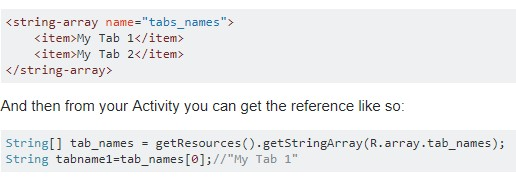 <string-array name="tabs_names">
    <item>My Tab 1</item>
    <item>My Tab 2</item>
</string-array>
And then from your Activity you can get the reference like so:
String[] tab_names = getResources().getStringArray(R.array.tab_names);
String tabname1=tab_names[0];//"My Tab 1"